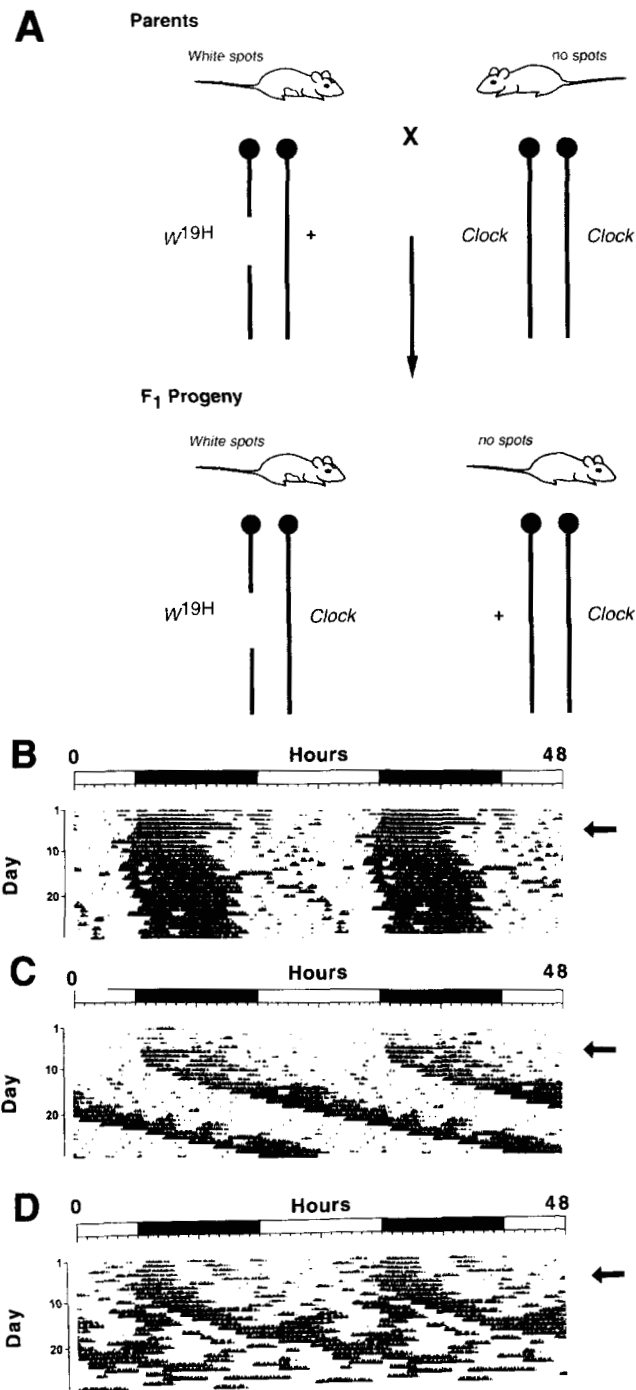 A
Parents
White spots
no spots
X
W19H
+
Clock
Clock
F1 Progeny
White spots
no spots
W19H
Clock
+
Clock
B
0
Hours
48
Day
1
10
20
C
0
Hours
48
Day
1
10
20
D
0
Hours
48
Day
1
10
20